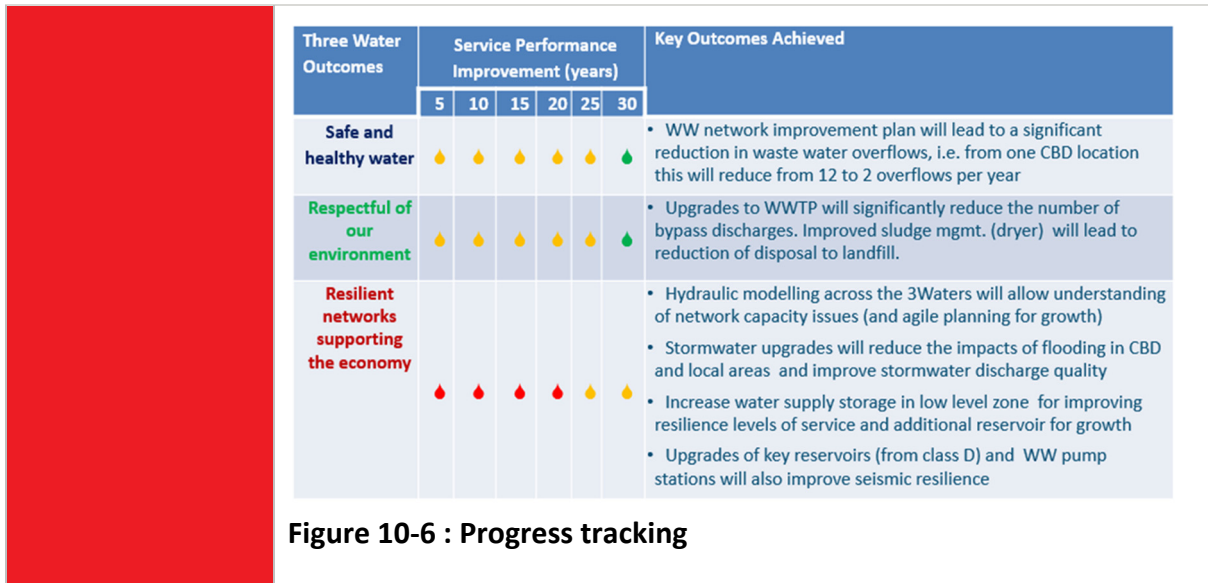 Three Water
Outcomes
Service Performance
Improvement (years)
Key Outcomes Achieved
5 10 15 20 25 30
Safe and
healthy water
• WW network improvement plan will lead to a significant
reduction in waste water overflows, i.e. from one CBD location
this will reduce from 12 to 2 overflows per year
Respectful of
our
environment
• Upgrades to WWTP will significantly reduce the number of
bypass discharges. Improved sludge mgmt. (dryer) will lead to
reduction of disposal to landfill.
Resilient
networks
supporting
the economy
• Hydraulic modelling across the 3Waters will allow understanding
of network capacity issues (and agile planning for growth)
• Stormwater upgrades will reduce the impacts of flooding in CBD
and local areas and improve stormwater discharge quality
• Increase water supply storage in low level zone for improving
resilience levels of service and additional reservoir for growth
• Upgrades of key reservoirs (from class D) and WW pump
stations will also improve seismic resilience
Figure 10-6 : Progress tracking